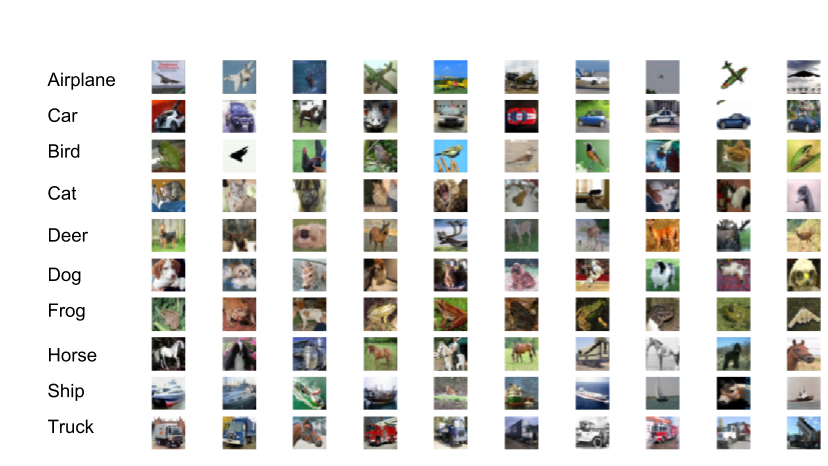 Airplane
Car
Bird
Cat
Deer
Dog
Frog
Horse
Ship
Truck